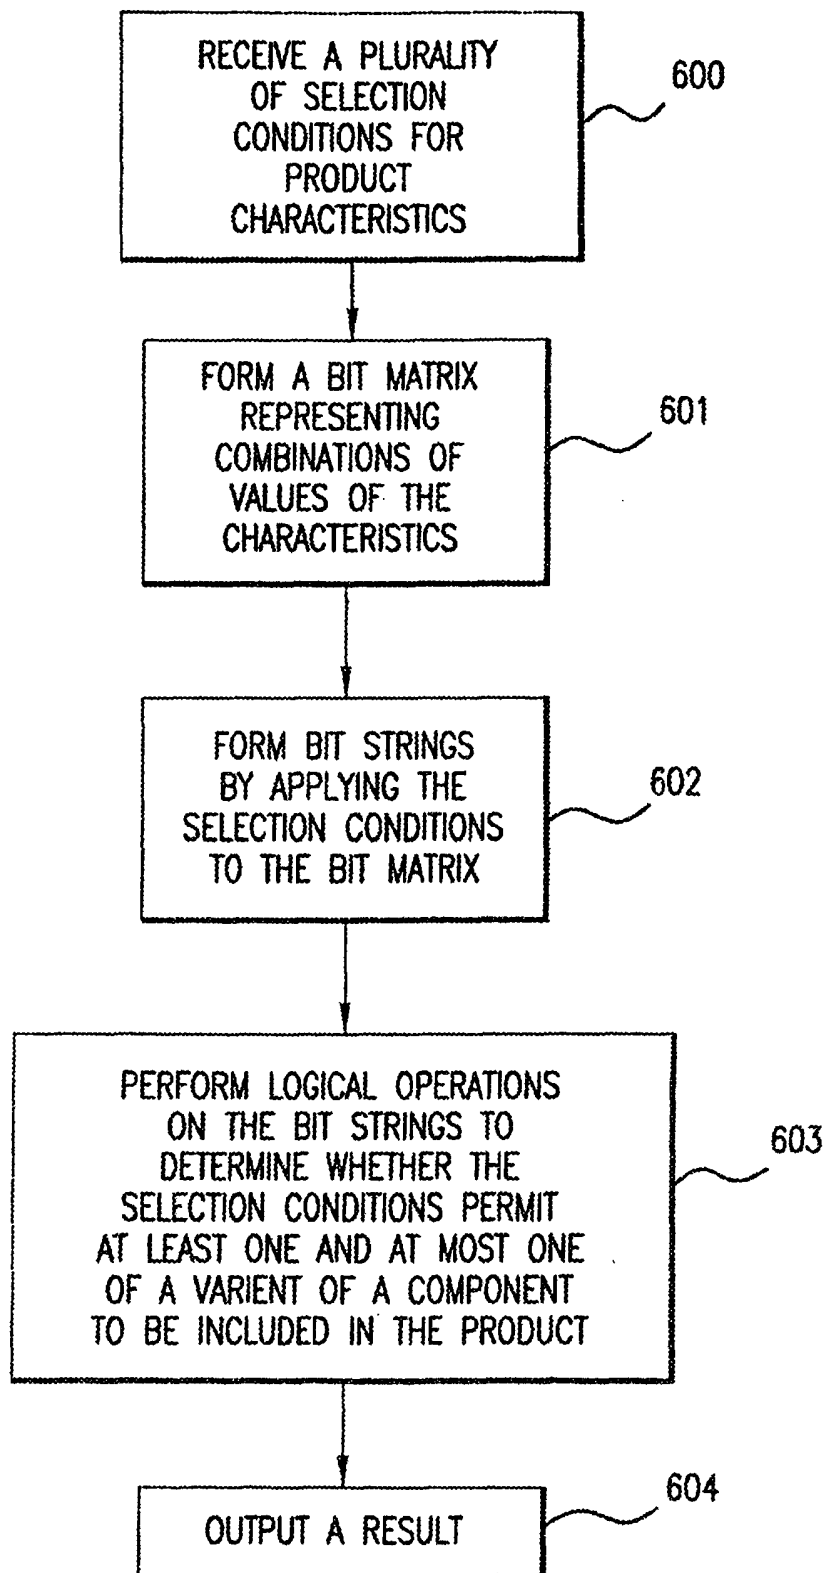 RECEIVE A PLURALITY
OF SELECTION
CONDITIONS FOR
PRODUCT
CHARACTERISTICS
600
FORM A BIT MATRIX
REPRESENTING
COMBINATIONS OF
VALUES OF THE
CHARACTERISTICS
601
FORM BIT STRINGS
BY APPLYING THE
SELECTION CONDITIONS
TO THE BIT MATRIX
602
PERFORM LOGICAL OPERATIONS
ON THE BIT STRINGS TO
DETERMINE WHETHER THE
SELECTION CONDITIONS PERMIT
AT LEAST ONE AND AT MOST ONE
OF A VARIENT OF A COMPONENT
TO BE INCLUDED IN THE PRODUCT
603
OUTPUT A RESULT
604